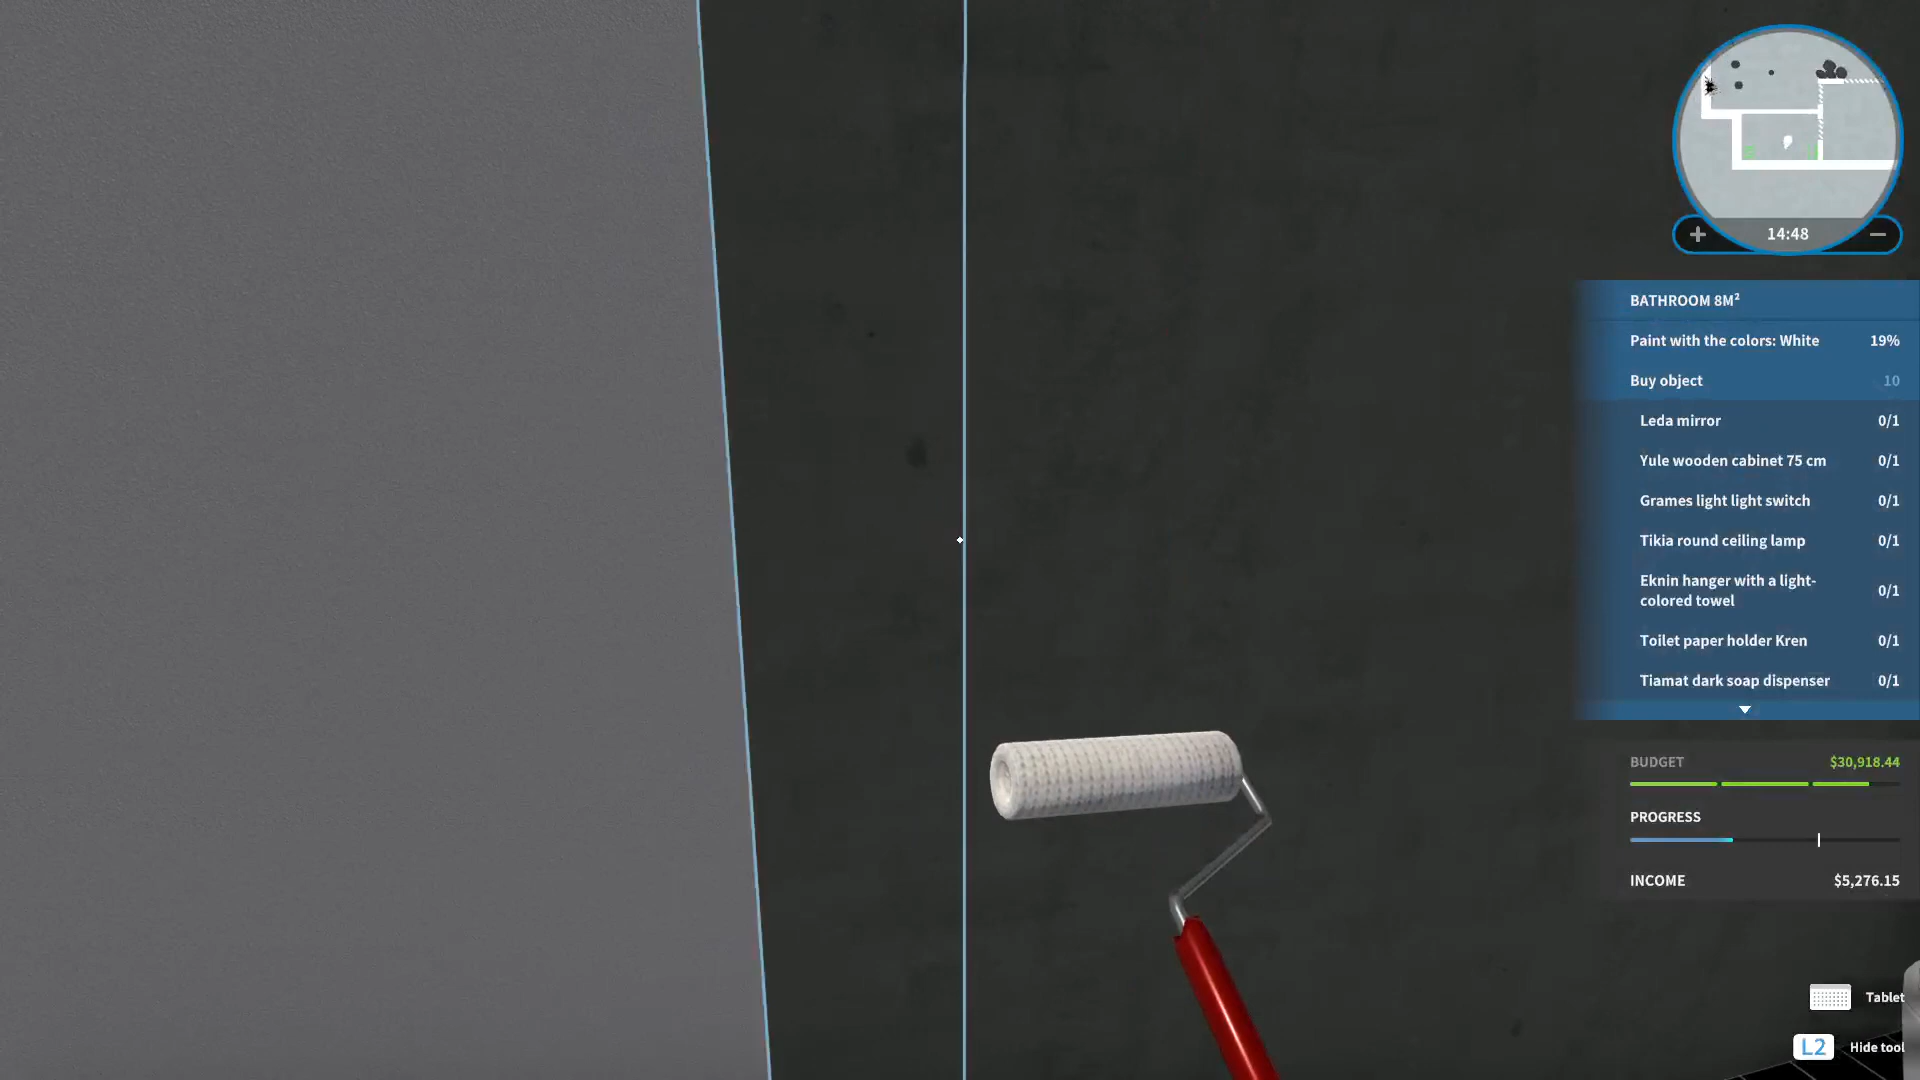 14:48
BATHROOM 8M²
Paint with the colors: White 19%
Buy object 10
Leda mirror 0/1
Yule wooden cabinet 75 cm 0/1
Grames light light switch 0/1
Tikia round ceiling lamp 0/1
Eknin hanger with a light-
colored towel 0/1
Toilet paper holder Kren 0/1
Tiamat dark soap dispenser 0/1
BUDGET $30,918.44
PROGRESS
INCOME $5,276.15
Tablet
L2 Hide tool